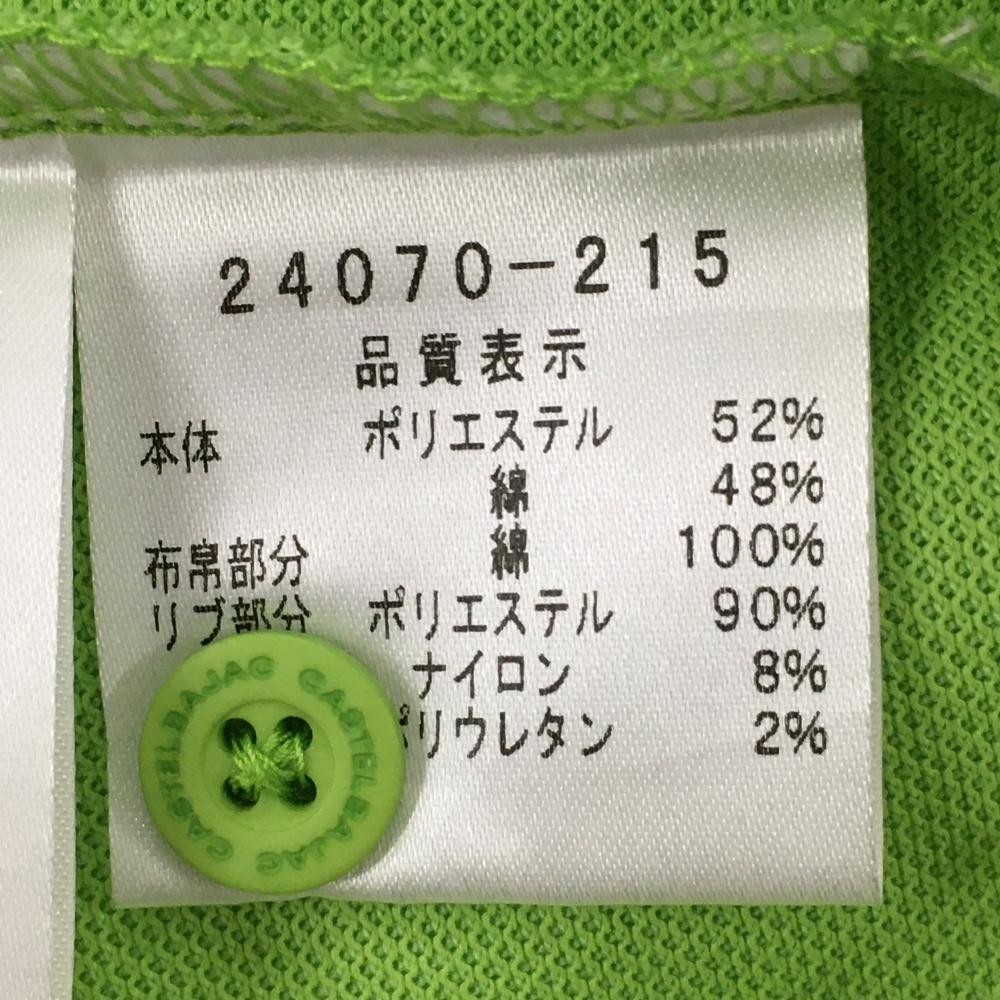 24070-215
品質表示
本体 ポリエステル 52%
綿 48%
布帛部分 綿 100%
リブ部分 ポリエステル 90%
ナイロン 8%
ポリウレタン 2%
CASTELBAJAC CASTELBAJAC